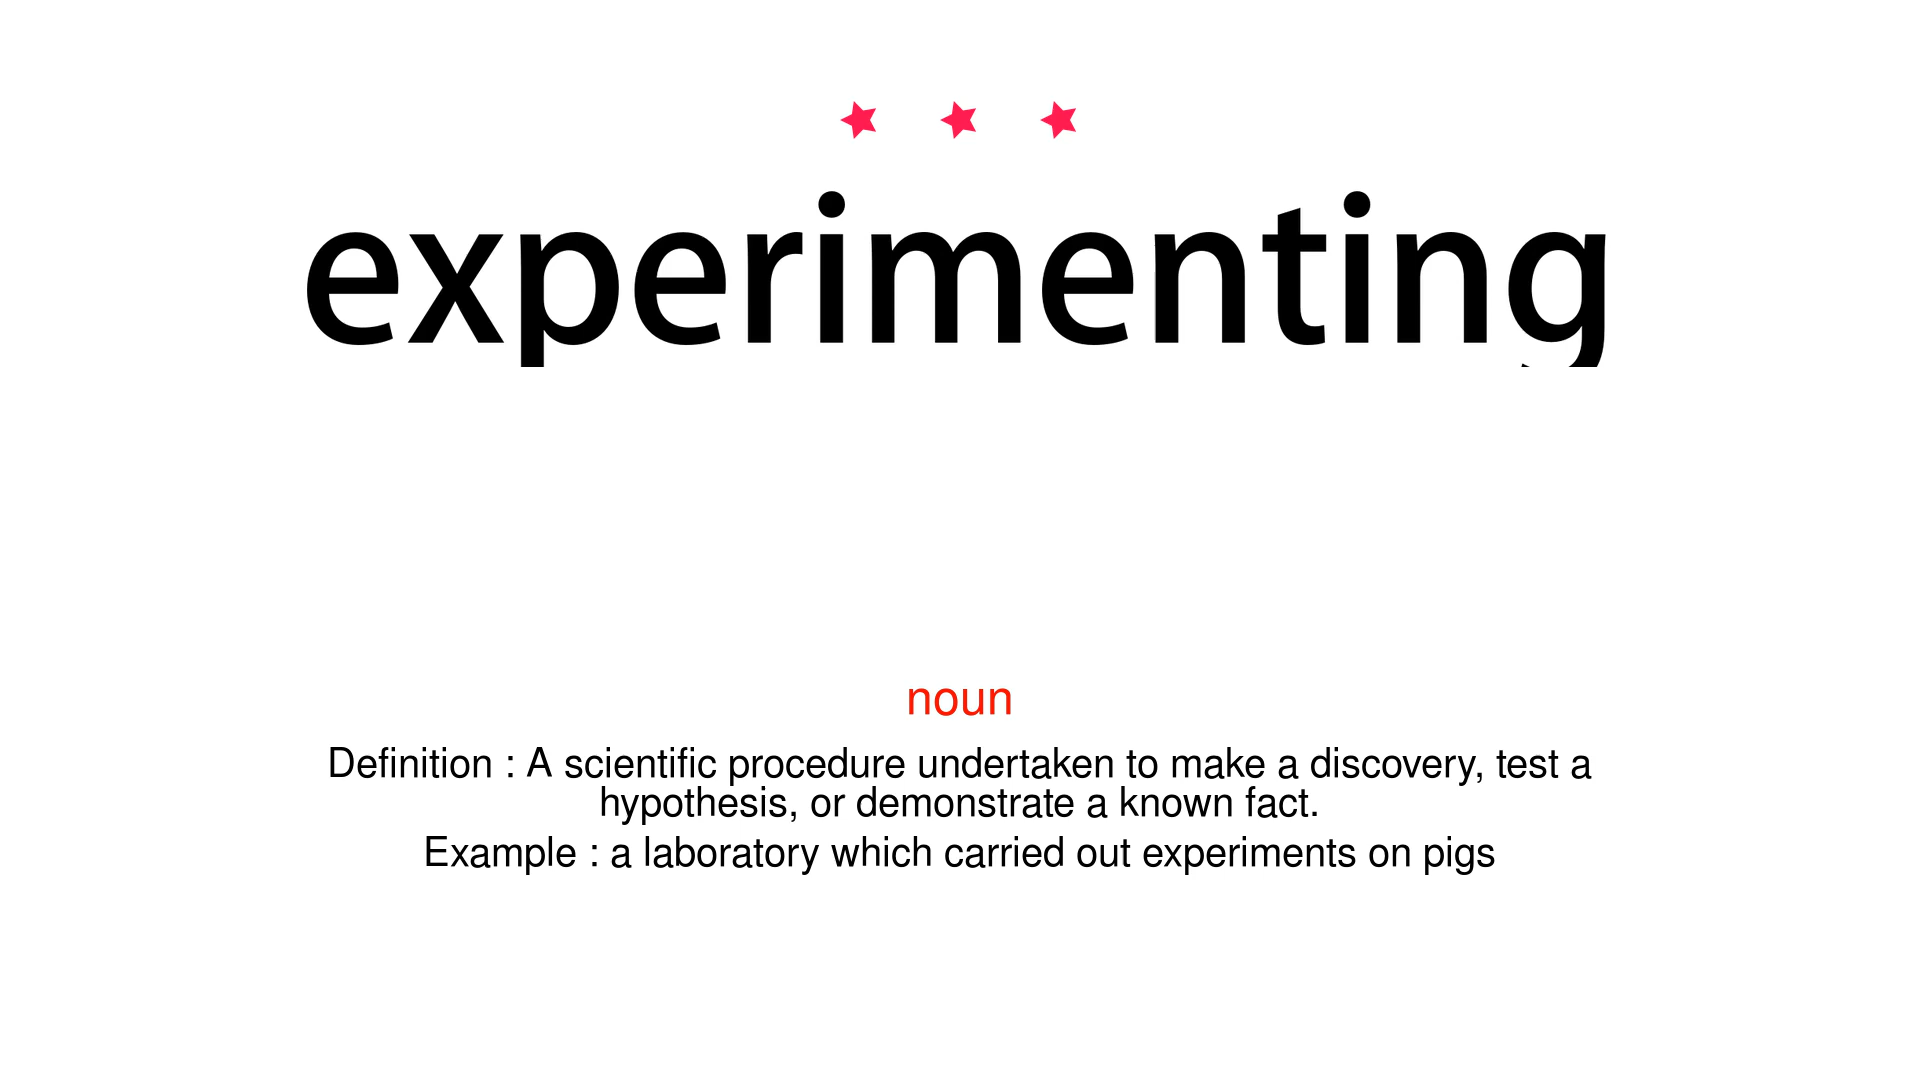 experimenting
noun
Definition : A scientific procedure undertaken to make a discovery, test a
hypothesis, or demonstrate a known fact.
Example : a laboratory which carried out experiments on pigs